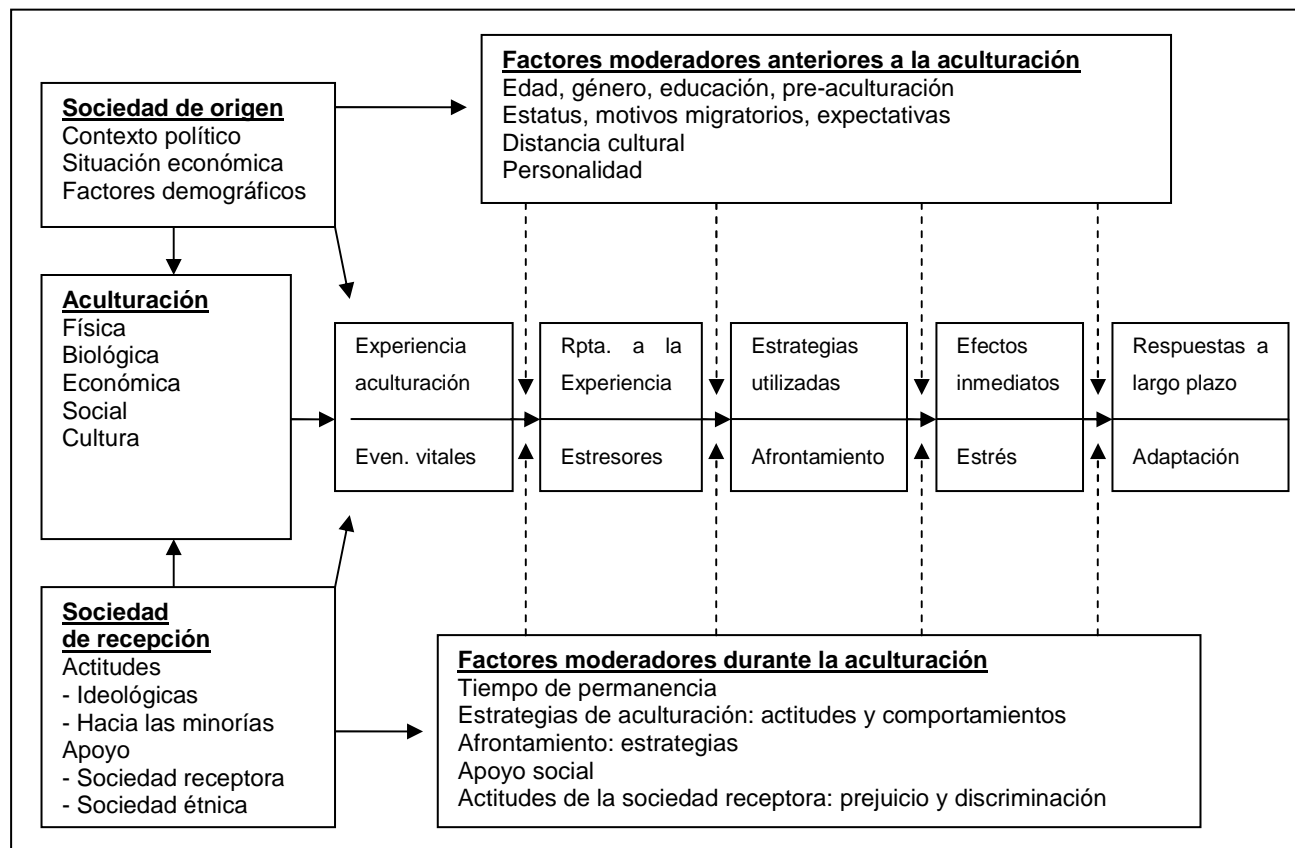 Factores moderadores anteriores a la aculturación
Edad, género, educación, pre-aculturación
Estatus, motivos migratorios, expectativas
Distancia cultural
Personalidad
Sociedad de origen
Contexto político
Situación económica
Factores demográficos
Aculturación
Física
Biológica
Económica
Social
Cultura
Experiencia
aculturación
Even. vitales
Rpta. a la
Experiencia
Estresores
Estrategias
utilizadas
Afrontamiento
Efectos
inmediatos
Estrés
Respuestas a
largo plazo
Adaptación
Sociedad
de recepción
Actitudes
- Ideológicas
- Hacia las minorías
Apoyo
- Sociedad receptora
- Sociedad étnica
Factores moderadores durante la aculturación
Tiempo de permanencia
Estrategias de aculturación: actitudes y comportamientos
Afrontamiento: estrategias
Apoyo social
Actitudes de la sociedad receptora: prejuicio y discriminación